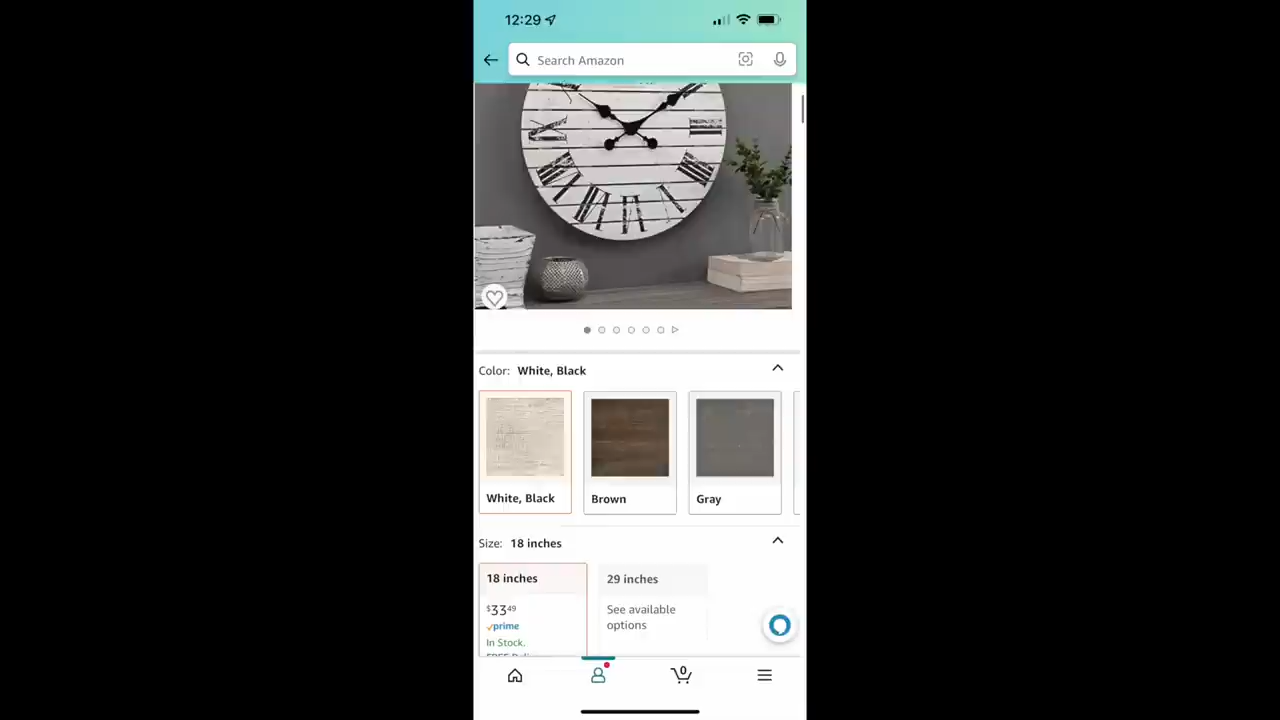 12:29
Search Amazon
Color: White, Black
White, Black
Brown
Gray
Size: 18 inches
18 inches
29 inches
$33 49
See available
options
prime
In Stock.
0